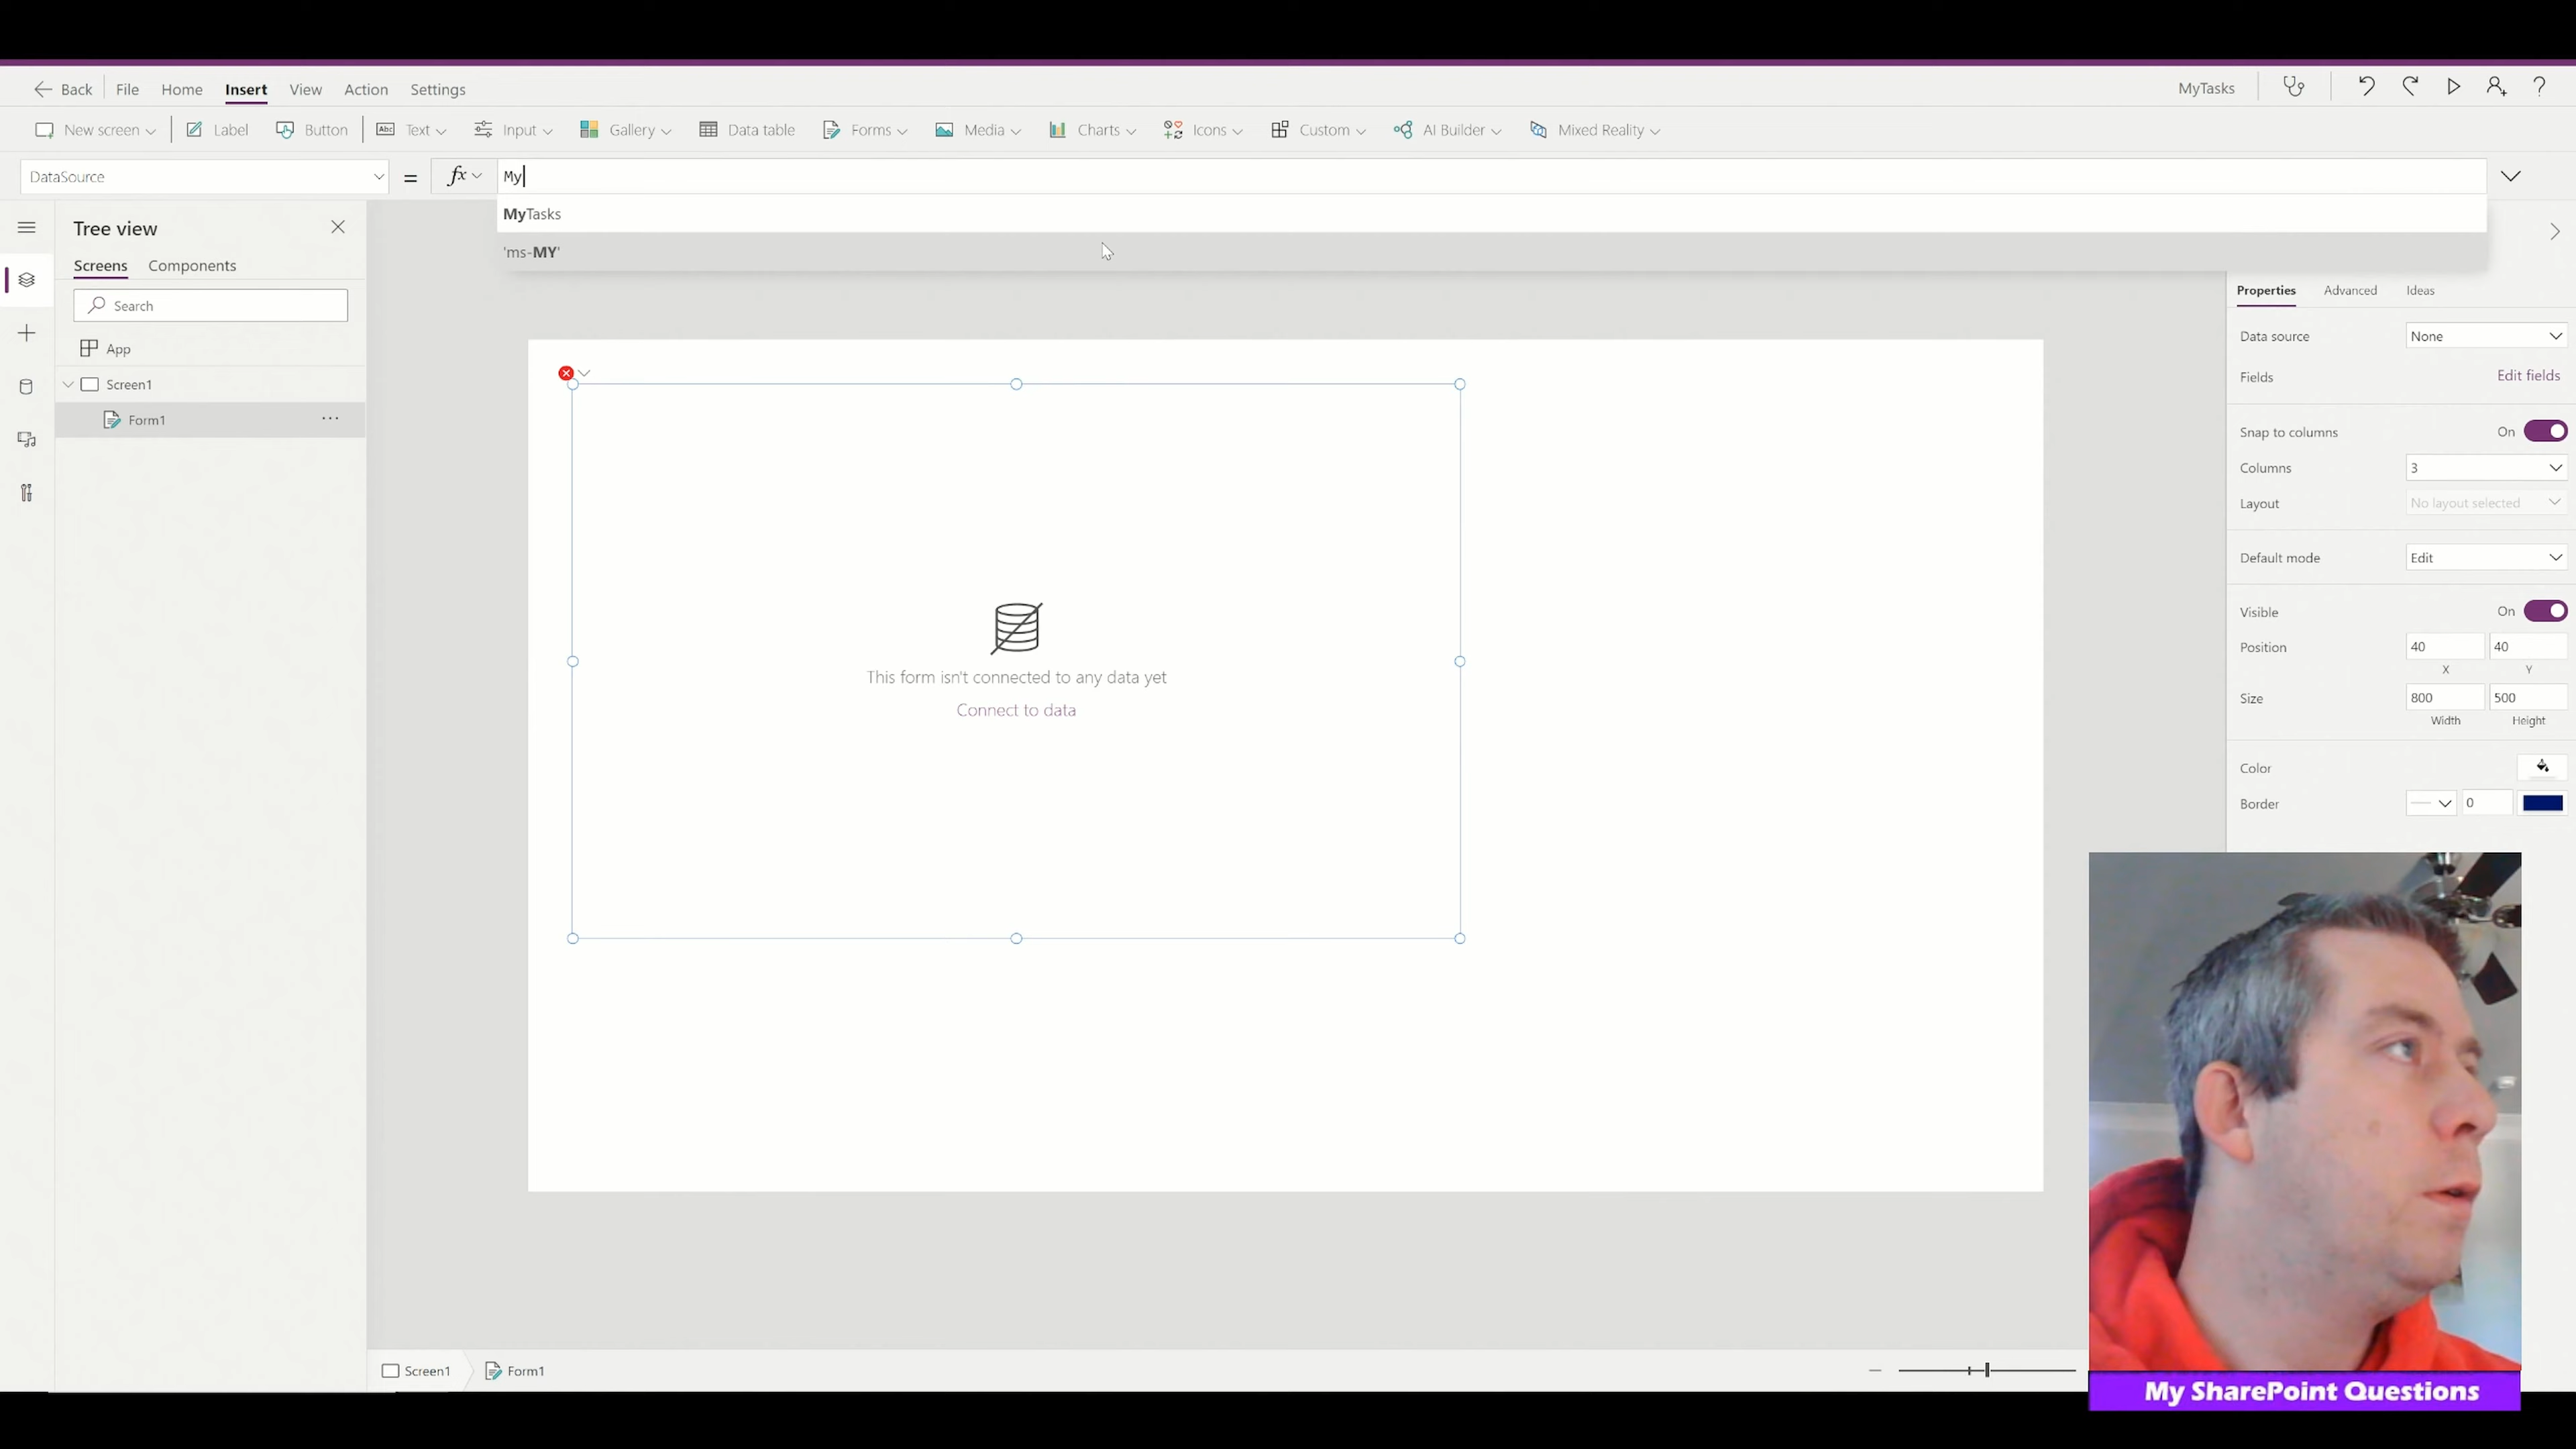 Back File Home Insert View Action Settings MyTasks
New screen Label Button Text Input Gallery Data table Forms Media Charts Icons Custom AI Builder Mixed Reality
DataSource = fx My
MyTasks
'ms-MY'
Tree view
Screens Components
Search
App
Screen1
Form1
This form isn't connected to any data yet
Connect to data
Properties Advanced Ideas
Data source None
Fields Edit fields
Snap to columns On
Columns 3
Layout No layout selected
Default mode Edit
Visible On
Position 40 40
X Y
Size 800 500
Width Height
Color
Border 0
Screen1 Form1
My SharePoint Questions